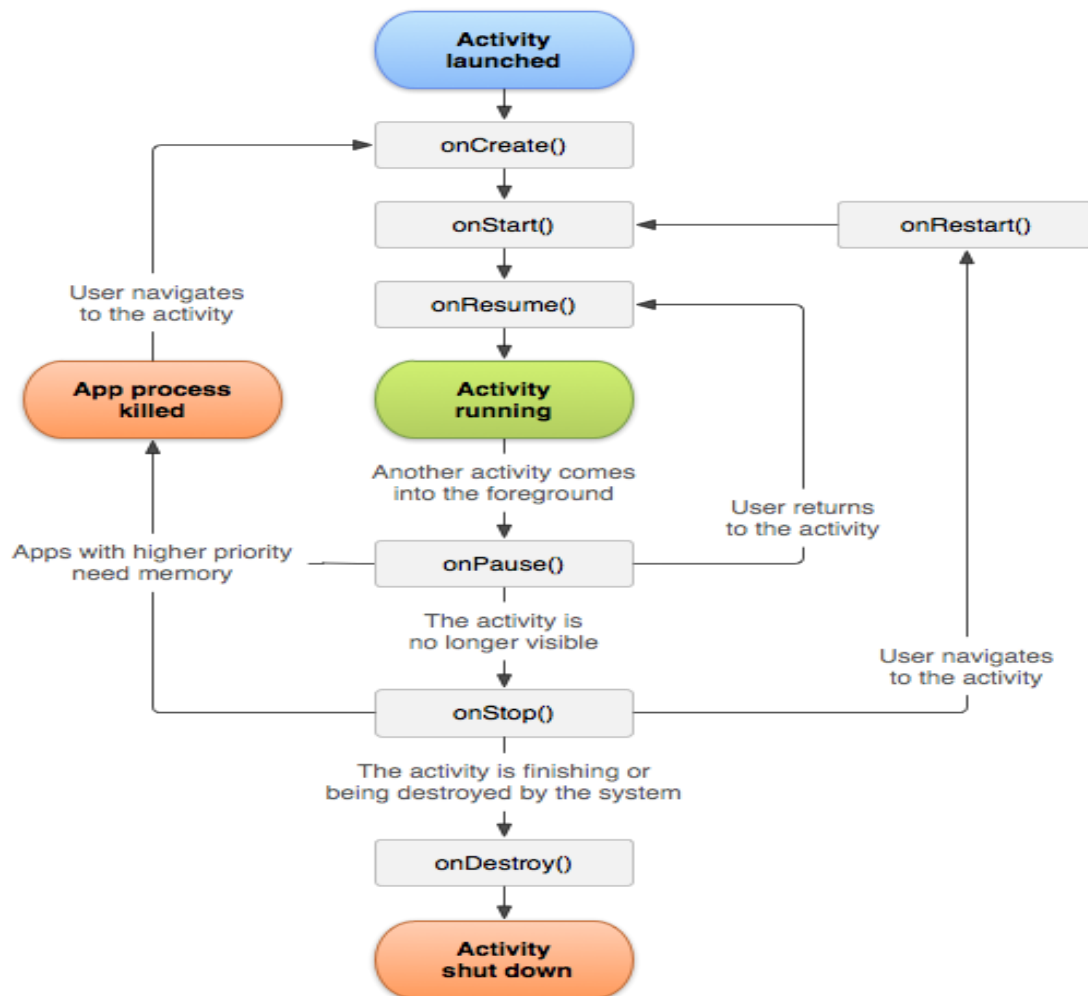 Activity
launched
onCreate()
onStart()
onRestart()
User navigates
to the activity
onResume()
App process
killed
Activity
running
Another activity comes
into the foreground
User returns
to the activity
Apps with higher priority
need memory
onPause()
The activity is
no longer visible
User navigates
to the activity
onStop()
The activity is finishing or
being destroyed by the system
onDestroy()
Activity
shut down